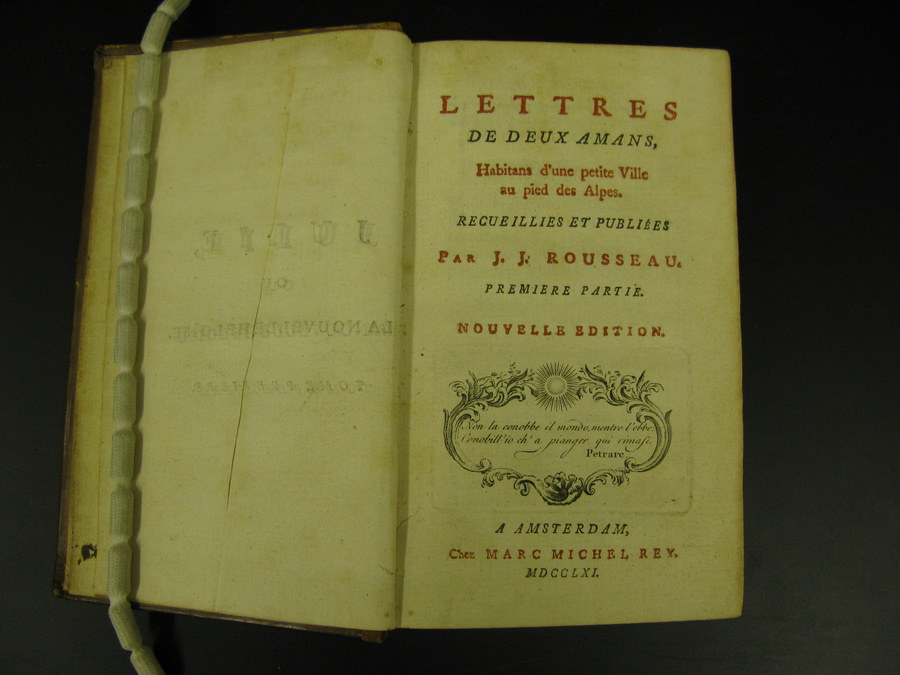 JULIE,
OU
LA NOUVELLE HELOISE.
TOME PREMIER
LETTRES
DE DEUX AMANS,
Habitans d'une petite Ville
au pied des Alpes.
RECUEILLIES ET PUBLIÉES
PAR J. J. ROUSSEAU.
PREMIERE PARTIE.
NOUVELLE EDITION.
Non la conobbe il mondo, mentre l'ebbe:
Conobill'io ch' a pianger qui rimasi.
Petrarc.
A AMSTERDAM,
Chez MARC MICHEL REY,
MDCCLXI.